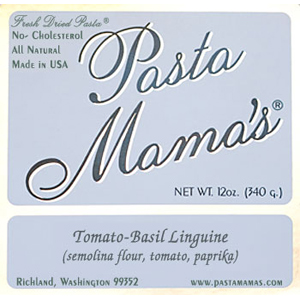 Fresh Dried Pasta®
No- Cholesterol
All Natural
Made in USA
Pasta
Mama's®
NET WT. 12oz. (340 g.)
Tomato-Basil Linguine
(semolina flour, tomato, paprika)
Richland, Washington 99352
www.pastamamas.com